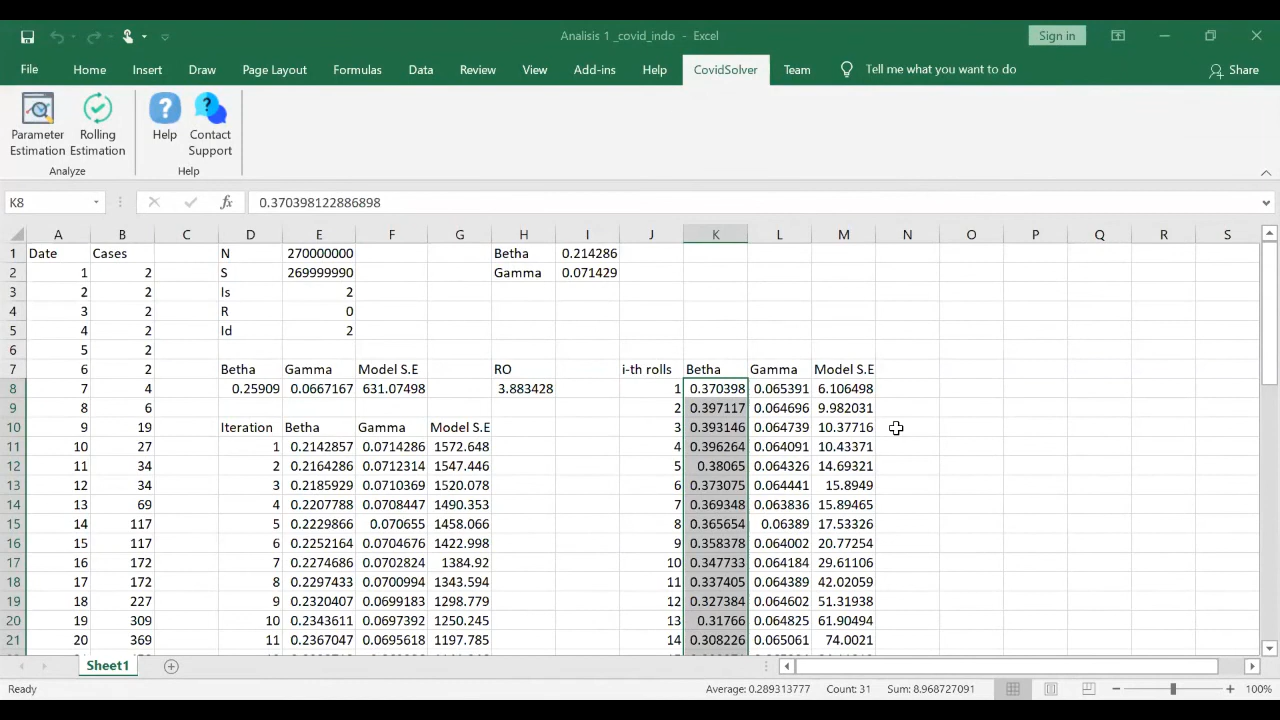 Analisis 1 _covid_indo - Excel
Sign in
File Home Insert Draw Page Layout Formulas Data Review View Add-ins Help CovidSolver Team Tell me what you want to do Share
Parameter Estimation Rolling Estimation Help Contact Support
Analyze Help
K8 fx 0.370398122886898
A B C D E F G H I J K L M N O P Q R S
1 Date Cases N 270000000 Betha 0.214286
2 1 2 S 269999990 Gamma 0.071429
3 2 2 Is 2
4 3 2 R 0
5 4 2 Id 2
6 5 2
7 6 2 Betha Gamma Model S.E RO i-th rolls Betha Gamma Model S.E
8 7 4 0.25909 0.0667167 631.07498 3.883428 1 0.370398 0.065391 6.106498
9 8 6 2 0.397117 0.064696 9.982031
10 9 19 Iteration Betha Gamma Model S.E 3 0.393146 0.064739 10.37716
11 10 27 1 0.2142857 0.0714286 1572.648 4 0.396264 0.064091 10.43371
12 11 34 2 0.2164286 0.0712314 1547.446 5 0.38065 0.064326 14.69321
13 12 34 3 0.2185929 0.0710369 1520.078 6 0.373075 0.064441 15.8949
14 13 69 4 0.2207788 0.0708447 1490.353 7 0.369348 0.063836 15.89465
15 14 117 5 0.2229866 0.070655 1458.066 8 0.365654 0.06389 17.53326
16 15 117 6 0.2252164 0.0704676 1422.998 9 0.358378 0.064002 20.77254
17 16 172 7 0.2274686 0.0702824 1384.92 10 0.347733 0.064184 29.61106
18 17 172 8 0.2297433 0.0700994 1343.594 11 0.337405 0.064389 42.02059
19 18 227 9 0.2320407 0.0699183 1298.779 12 0.327384 0.064602 51.31938
20 19 309 10 0.2343611 0.0697392 1250.245 13 0.31766 0.064825 61.90494
21 20 369 11 0.2367047 0.0695618 1197.785 14 0.308226 0.065061 74.0021
Sheet1
Ready Average: 0.289313777 Count: 31 Sum: 8.968727091 100%